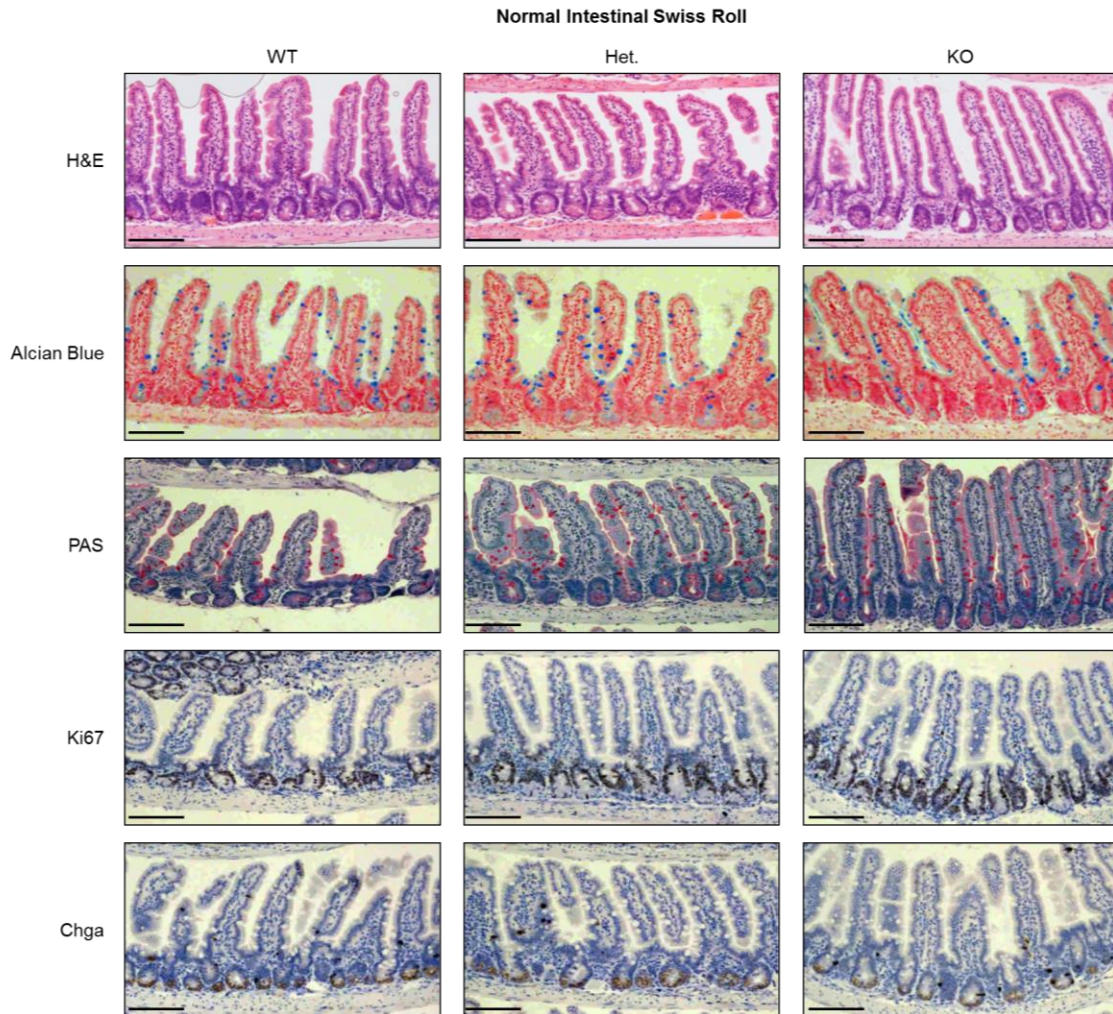 Normal Intestinal Swiss Roll
WT Het. KO
H&E
Alcian Blue
PAS
Ki67
Chga